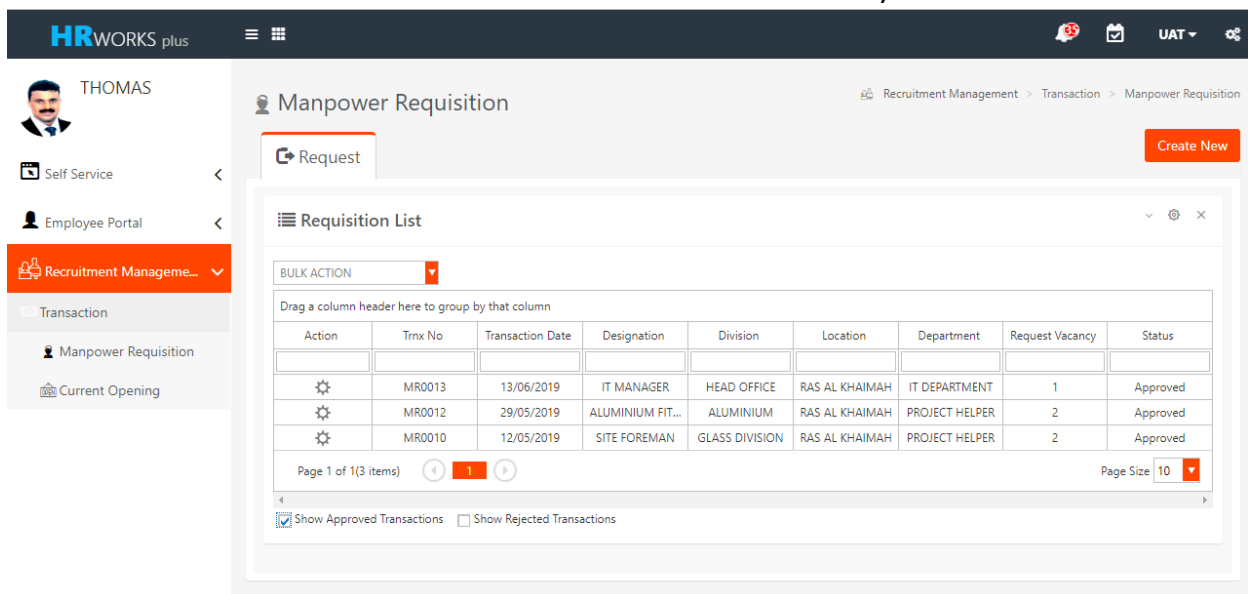 HRWORKS plus
35
UAT
THOMAS
Manpower Requisition
Recruitment Management > Transaction > Manpower Requisition
Request
Create New
Self Service
Employee Portal
Recruitment Manageme...
Transaction
Manpower Requisition
Current Opening
Requisition List
BULK ACTION
Drag a column header here to group by that column
Action Trnx No Transaction Date Designation Division Location Department Request Vacancy Status
MR0013 13/06/2019 IT MANAGER HEAD OFFICE RAS AL KHAIMAH IT DEPARTMENT 1 Approved
MR0012 29/05/2019 ALUMINIUM FIT... ALUMINIUM RAS AL KHAIMAH PROJECT HELPER 2 Approved
MR0010 12/05/2019 SITE FOREMAN GLASS DIVISION RAS AL KHAIMAH PROJECT HELPER 2 Approved
Page 1 of 1(3 items) 1 Page Size 10
Show Approved Transactions Show Rejected Transactions